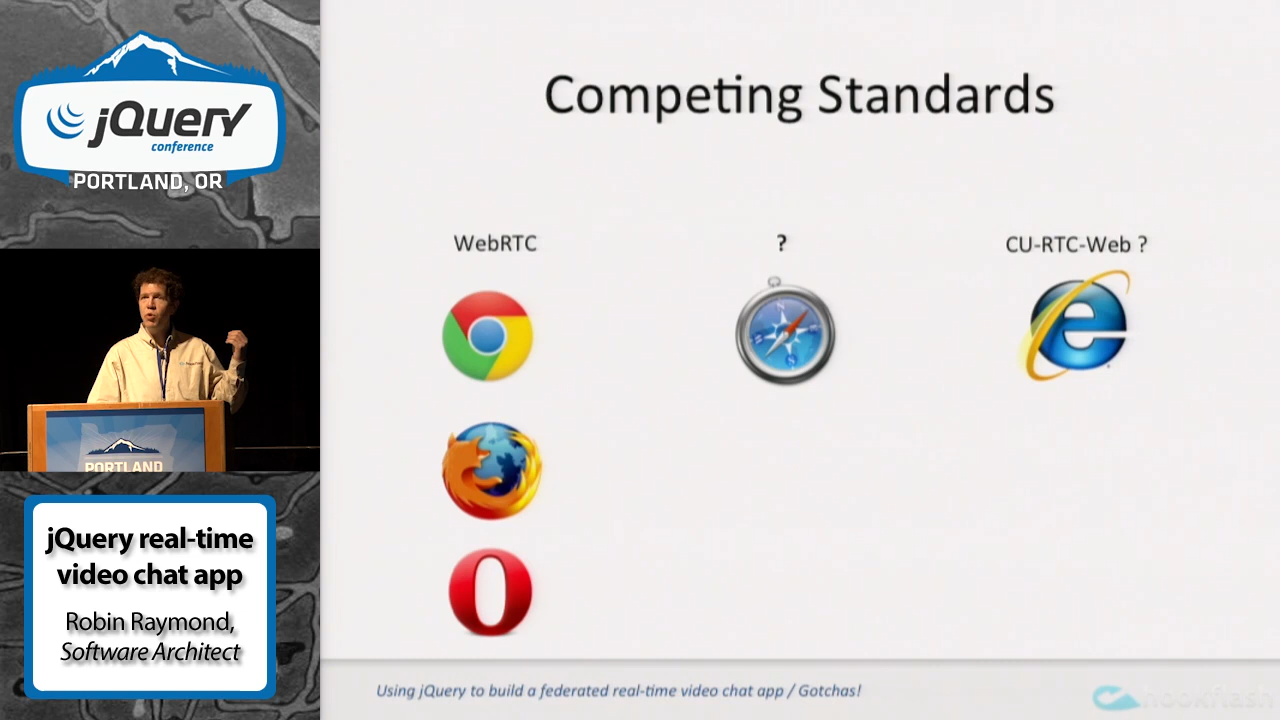 jQuery
conference
PORTLAND, OR
PORTLAND
jQuery real-time
video chat app
Robin Raymond,
Software Architect
Competing Standards
WebRTC
?
CU-RTC-Web ?
Using jQuery to build a federated real-time video chat app / Gotchas!
hookflash